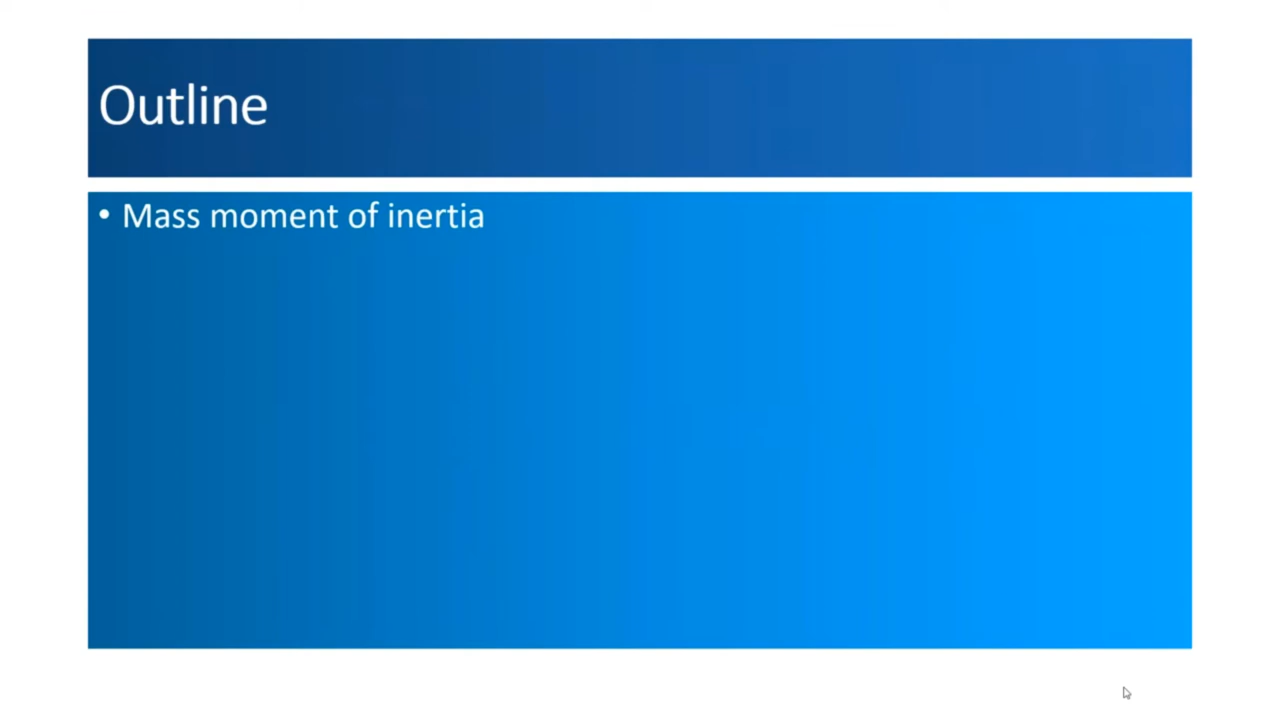 Outline
• Mass moment of inertia